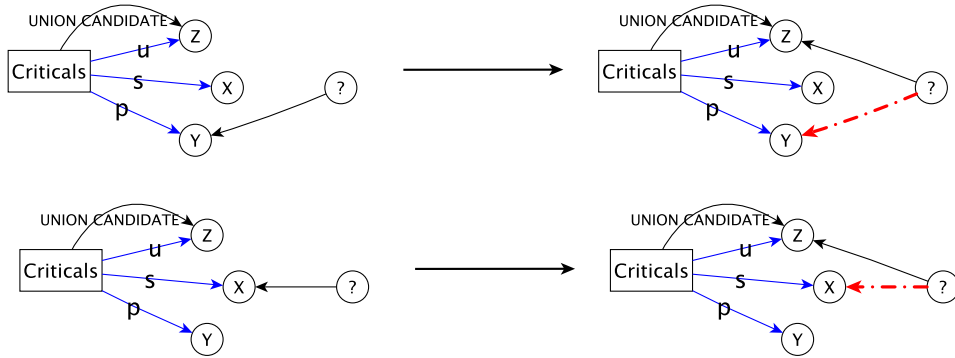 UNION CANDIDATE Z UNION CANDIDATE Z
u u
Criticals s X ? Criticals s X ?
p p
Y Y
UNION CANDIDATE Z UNION CANDIDATE Z
u u
Criticals s X ? Criticals s X ?
p p
Y Y